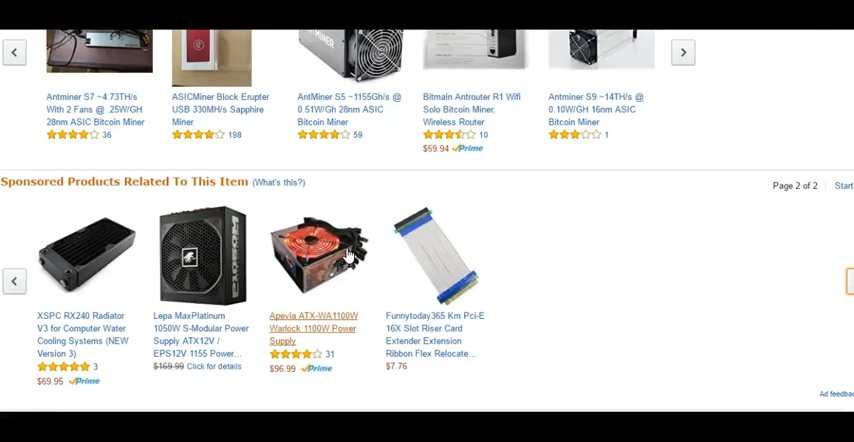 Antminer S7 ~4.73TH/s
With 2 Fans @ .25W/GH
28nm ASIC Bitcoin Miner
36
ASICMiner Block Erupter
USB 330MH/s Sapphire
Miner
198
AntMiner S5 ~1155Gh/s @
0.51W/Gh 28nm ASIC
Bitcoin Miner
59
Bitmain Antrouter R1 Wifi
Solo Bitcoin Miner,
Wireless Router
10
$59.94 Prime
Antminer S9 ~14TH/s @
0.10W/GH 16nm ASIC
Bitcoin Miner
1
Sponsored Products Related To This Item (What's this?)
Page 2 of 2 | Start
XSPC RX240 Radiator
V3 for Computer Water
Cooling Systems (NEW
Version 3)
3
$69.95 Prime
Lepa MaxPlatinum
1050W S-Modular Power
Supply ATX12V /
EPS12V 1155 Power...
$169.99 Click for details
Apevia ATX-WA1100W
Warlock 1100W Power
Supply
31
$96.99 Prime
Funnytoday365 Km Pci-E
16X Slot Riser Card
Extender Extension
Ribbon Flex Relocate...
$7.76
Ad feedbac